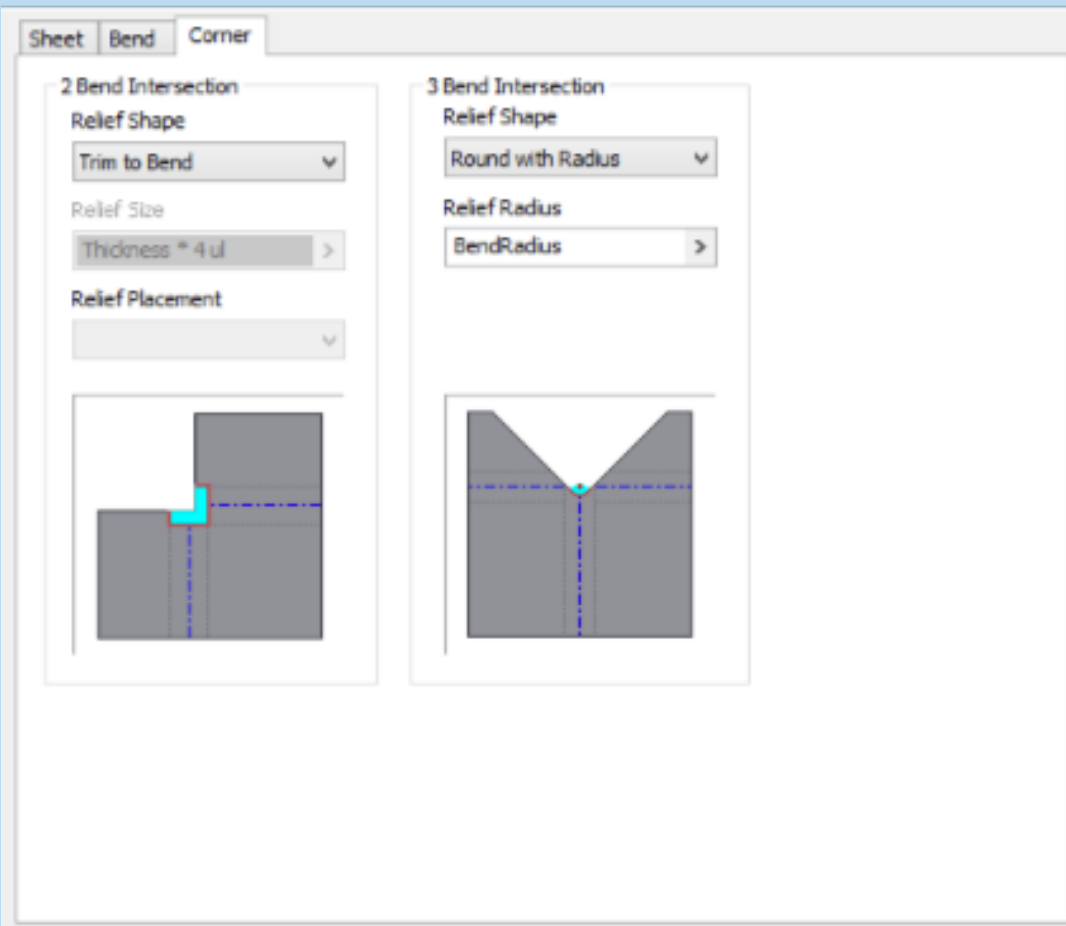 Sheet Bend Corner
2 Bend Intersection
Relief Shape
Trim to Bend
Relief Size
Thickness * 4 ul
Relief Placement
3 Bend Intersection
Relief Shape
Round with Radius
Relief Radius
BendRadius